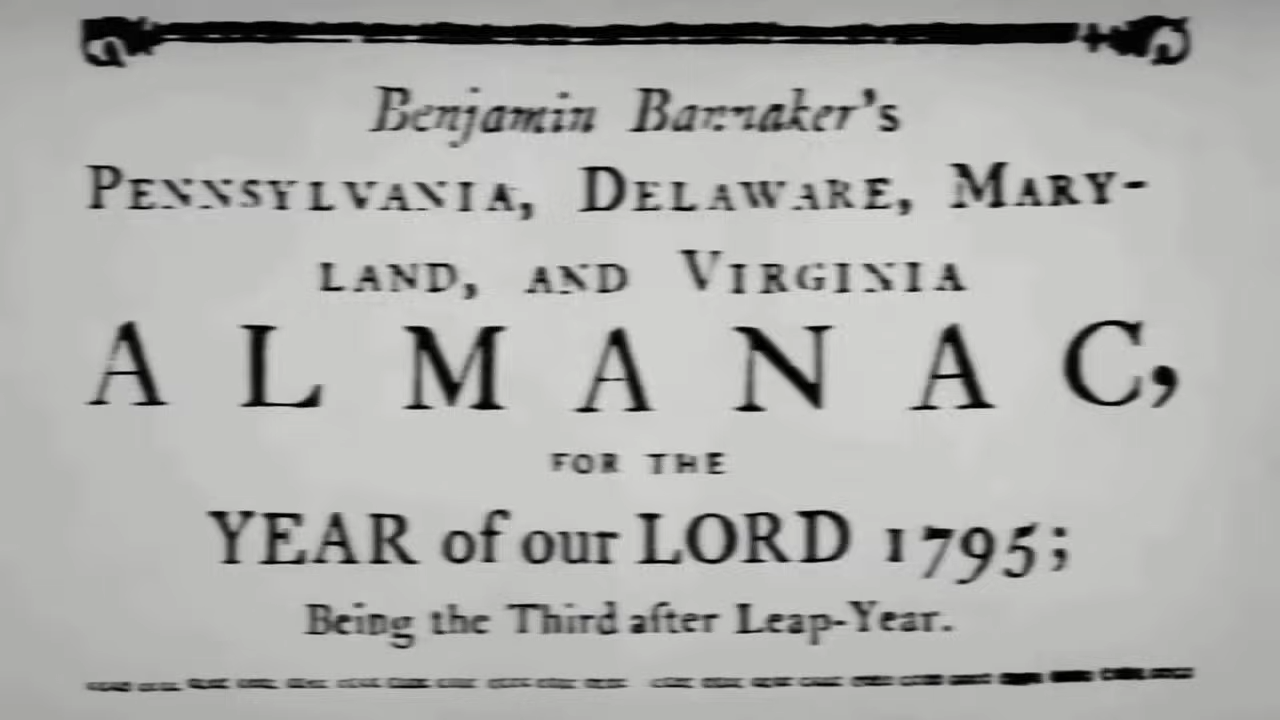 Benjamin Bannaker's
PENNSYLVANIA, DELAWARE, MARY-
LAND, AND VIRGINIA
ALMANAC,
FOR THE
YEAR of our LORD 1795;
Being the Third after Leap-Year.